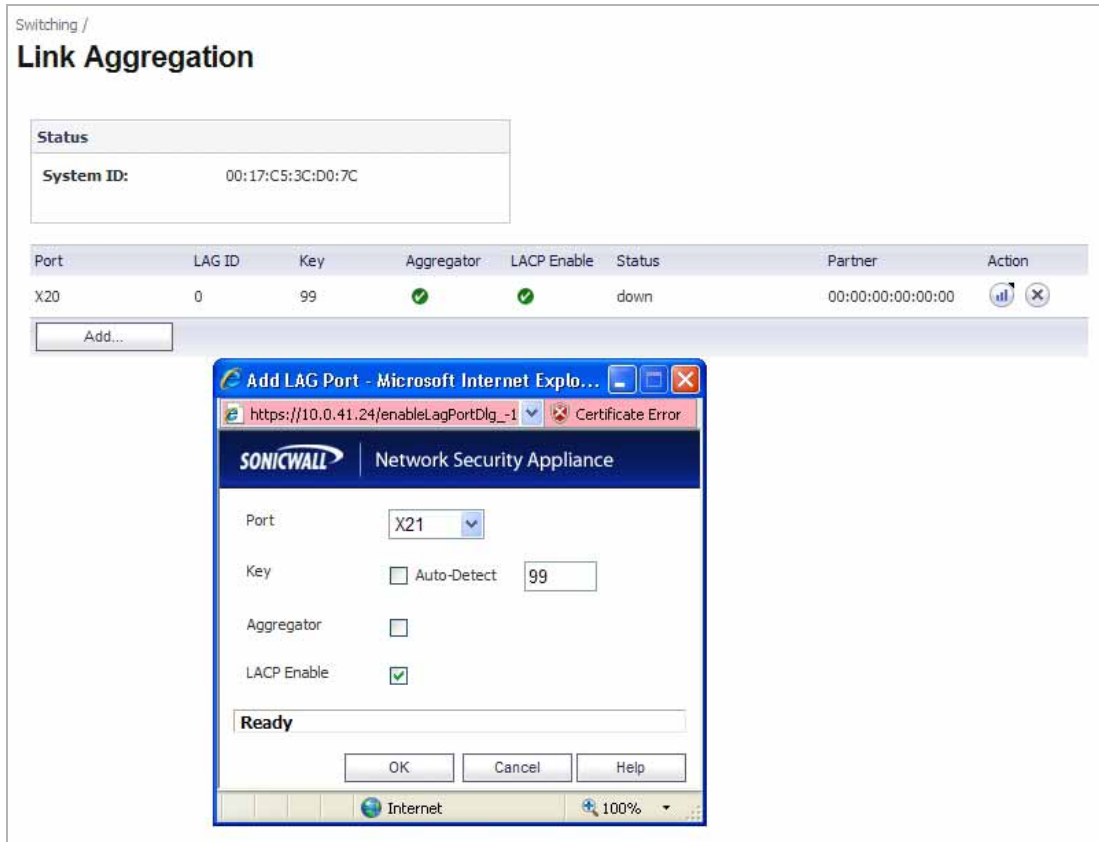 Switching /
Link Aggregation
Status
System ID: 00:17:C5:3C:D0:7C
Port LAG ID Key Aggregator LACP Enable Status Partner Action
X20 0 99 down 00:00:00:00:00:00
Add...
Add LAG Port - Microsoft Internet Explo...
https://10.0.41.24/enableLagPortDlg_-1 Certificate Error
SONICWALL Network Security Appliance
Port X21
Key Auto-Detect 99
Aggregator
LACP Enable
Ready
OK Cancel Help
Internet 100%